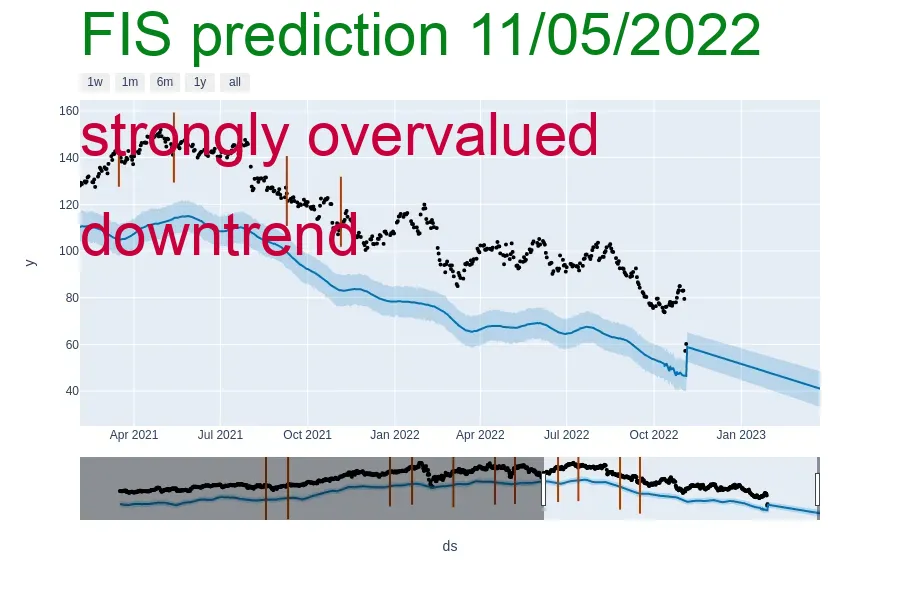 FIS prediction 11/05/2022
1w 1m 6m 1y all
160
strongly overvalued
140
120
downtrend
100
y
80
60
40
Apr 2021 Jul 2021 Oct 2021 Jan 2022 Apr 2022 Jul 2022 Oct 2022 Jan 2023
ds